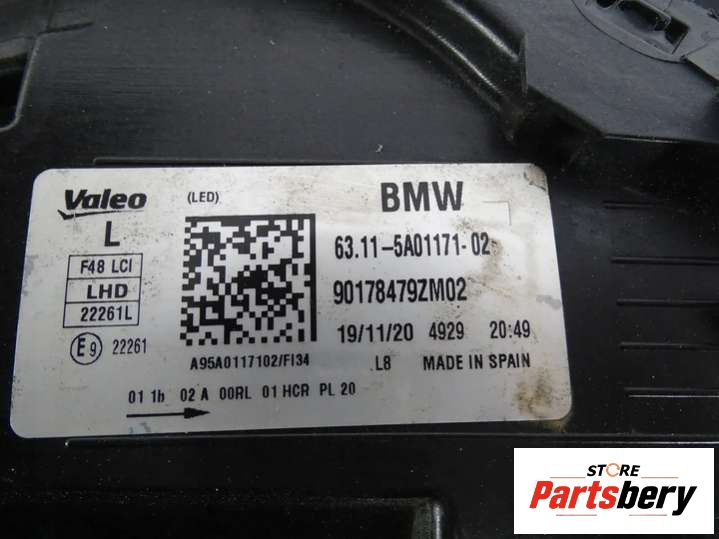 Valeo
(LED)
BMW
L
F48 LCI
LHD
22261L
E9 22261
63.11-5A01171-02
90178479ZM02
19/11/20 4929 20:49
A95A0117102/FI34
L8 MADE IN SPAIN
01 1b 02 A 00RL 01 HCR PL 20
STORE
Partsbery